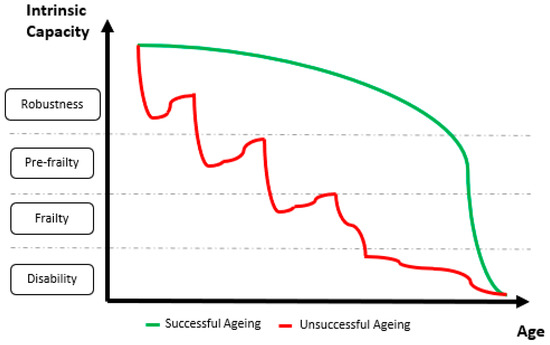 Intrinsic
Capacity
Robustness
Pre-frailty
Frailty
Disability
Successful Ageing
Unsuccessful Ageing
Age